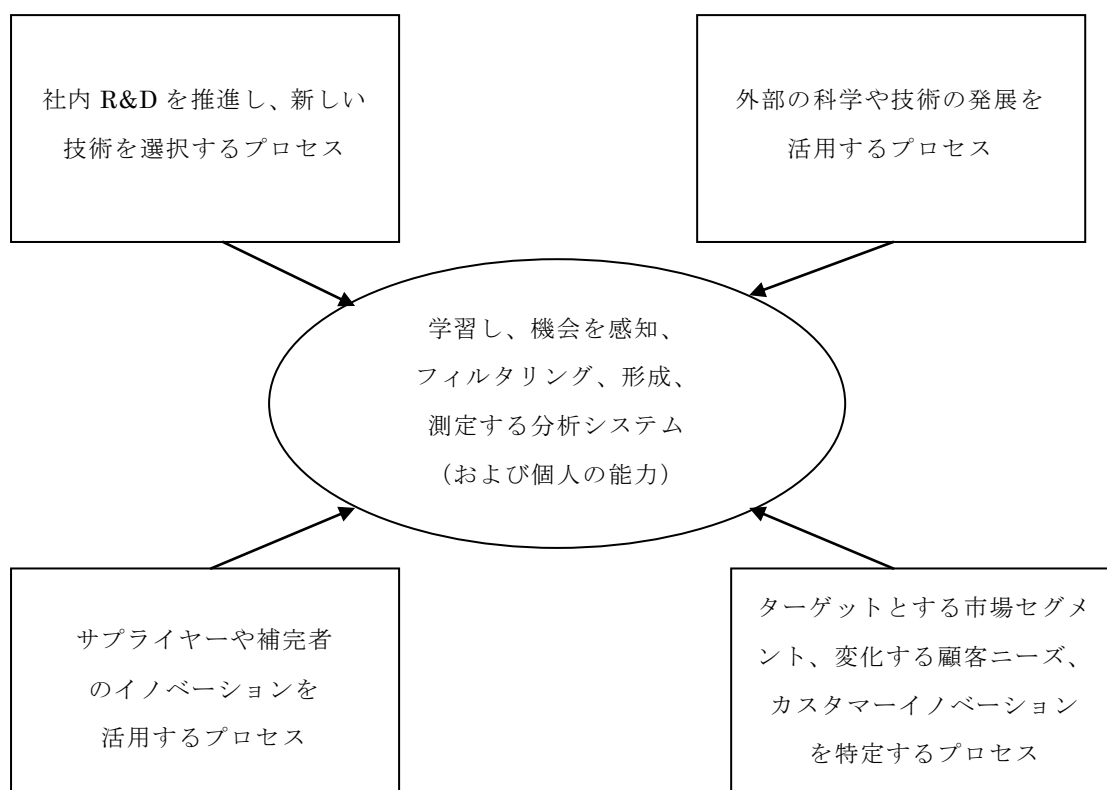 社内 R&D を推進し、新しい
技術を選択するプロセス
外部の科学や技術の発展を
活用するプロセス
学習し、機会を感知、
フィルタリング、形成、
測定する分析システム
（および個人の能力）
サプライヤーや補完者
のイノベーションを
活用するプロセス
ターゲットとする市場セグメ
ント、変化する顧客ニーズ、
カスタマーイノベーション
を特定するプロセス